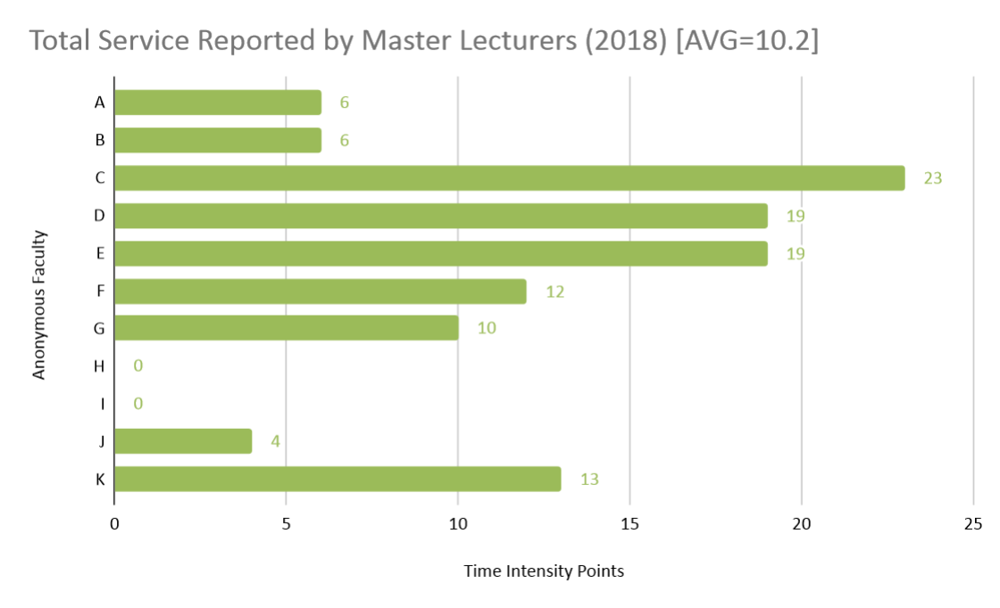 Total Service Reported by Master Lecturers (2018) [AVG=10.2]
Anonymous Faculty
A 6
B 6
C 23
D 19
E 19
F 12
G 10
H 0
I 0
J 4
K 13
0 5 10 15 20 25
Time Intensity Points